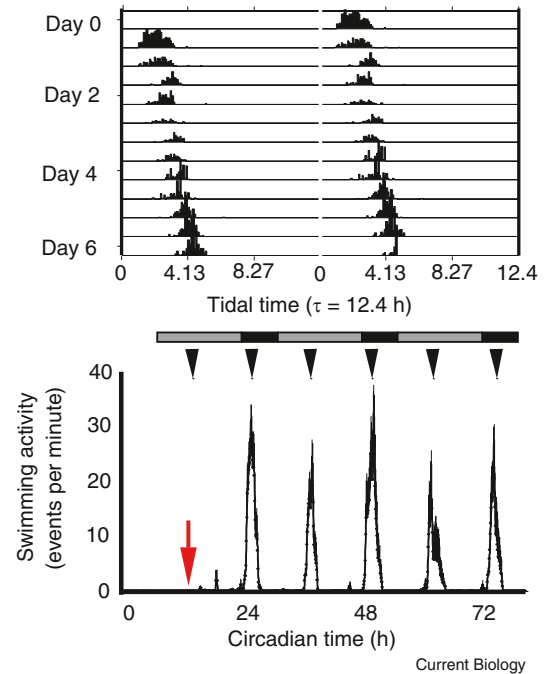 Day 0
Day 2
Day 4
Day 6
0 4.13 8.27 0 4.13 8.27 12.4
Tidal time (τ = 12.4 h)
40
30
20
10
0
Swimming activity
(events per minute)
0 24 48 72
Circadian time (h)
Current Biology